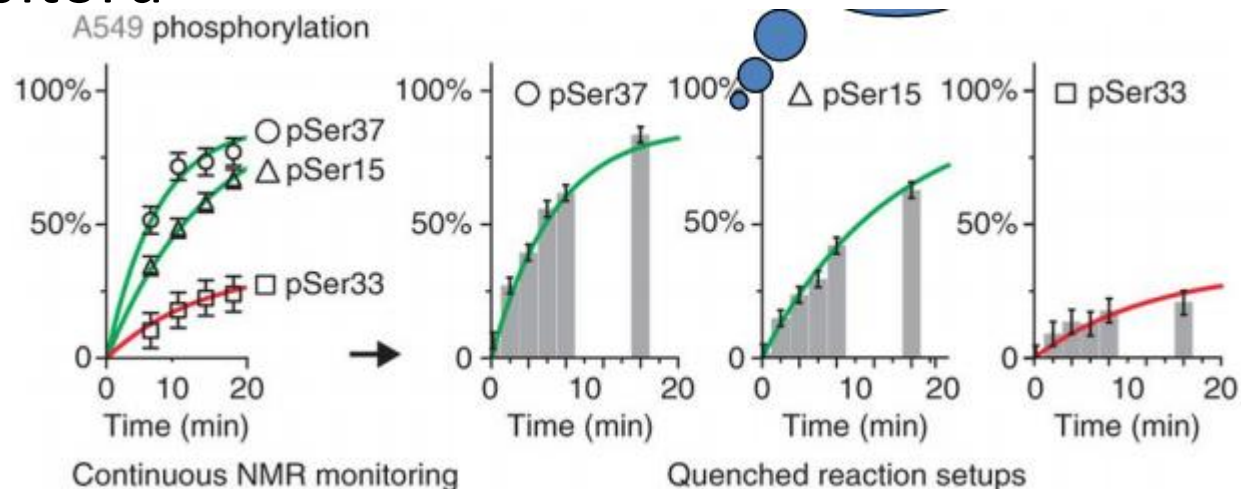 A549 phosphorylation
100%
50%
0
0 10 20
Time (min)
pSer37
pSer15
pSer33
Continuous NMR monitoring
100%
50%
0
0 10 20
Time (min)
pSer37
100%
50%
0
0 10 20
Time (min)
pSer15
100%
50%
0
0 10 20
Time (min)
pSer33
Quenched reaction setups